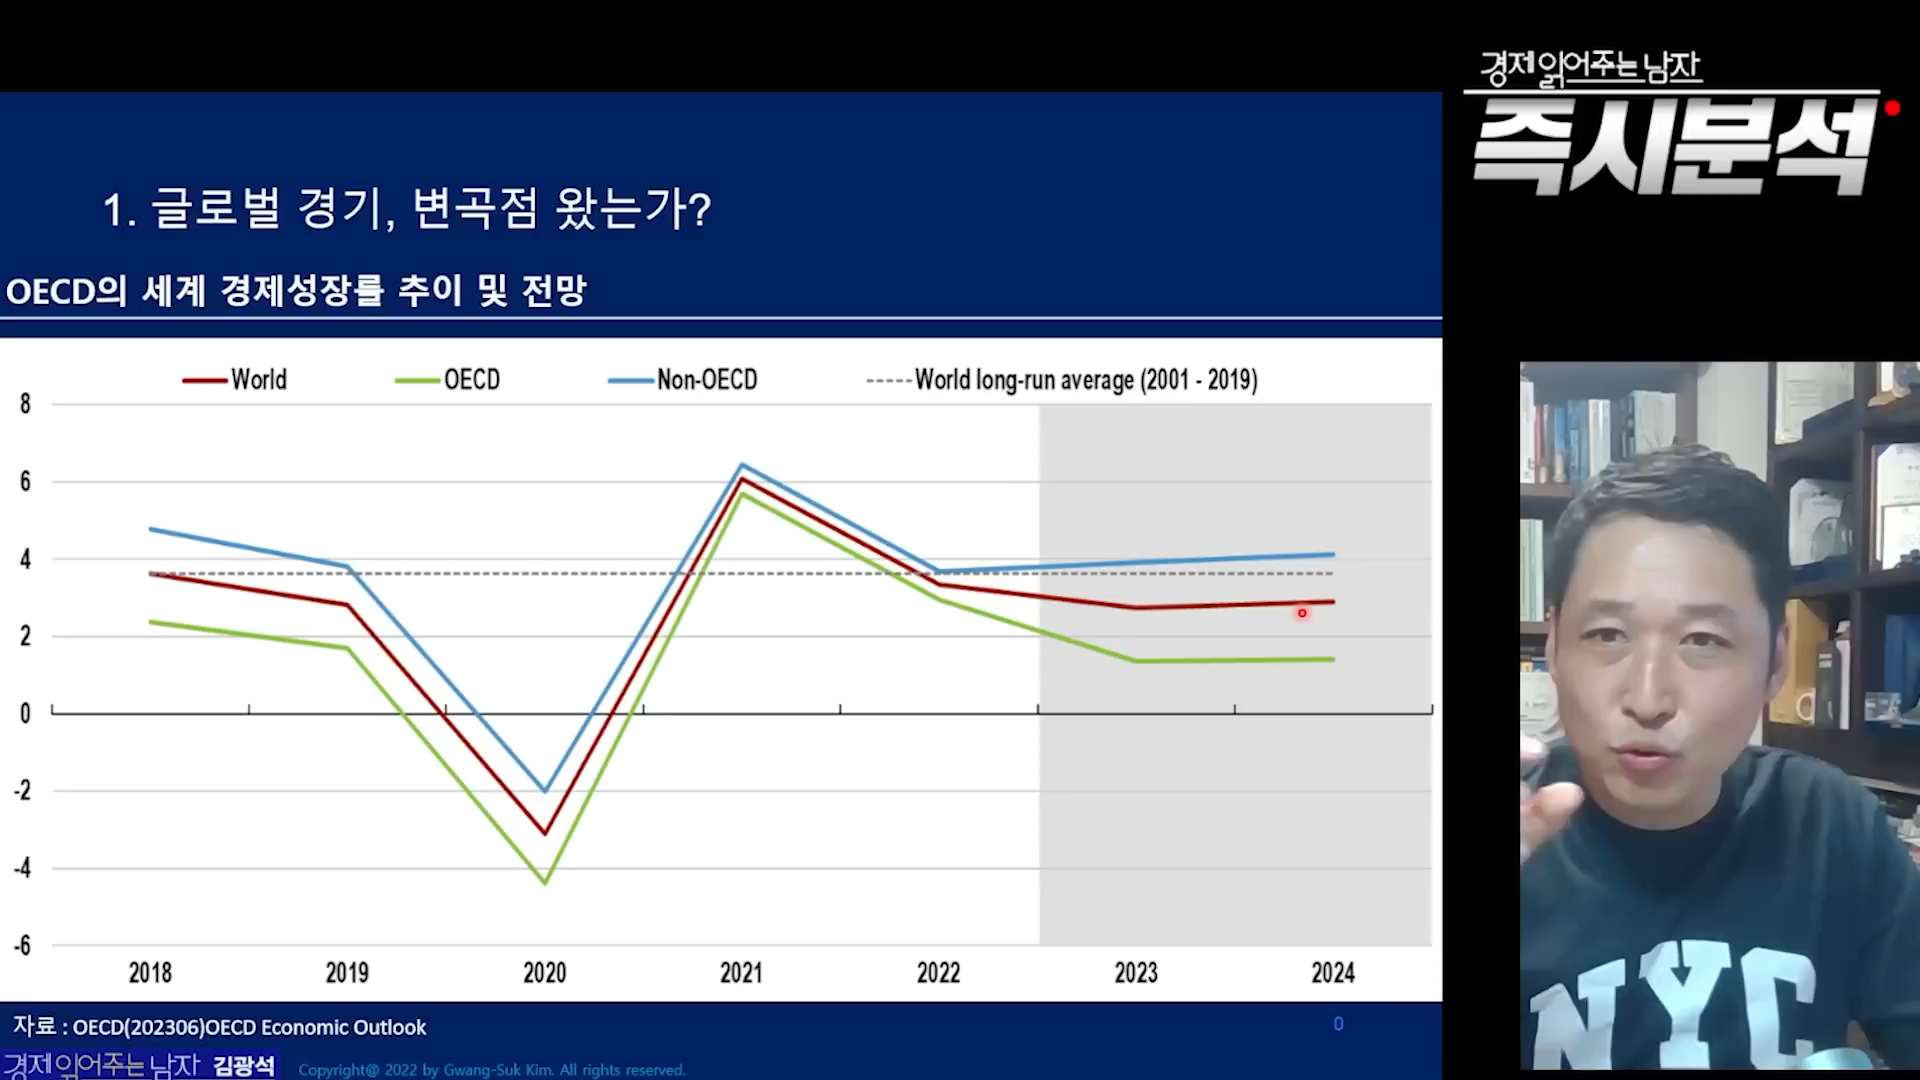 경제읽어주는남자
즉시분석
1. 글로벌 경기, 변곡점 왔는가?
OECD의 세계 경제성장률 추이 및 전망
World
OECD
Non-OECD
World long-run average (2001 - 2019)
8
6
4
2
0
-2
-4
-6
2018
2019
2020
2021
2022
2023
2024
자료 : OECD(202306)OECD Economic Outlook
0
경제읽어주는남자 김광석
Copyright@ 2022 by Gwang-Suk Kim. All rights reserved.
NYC